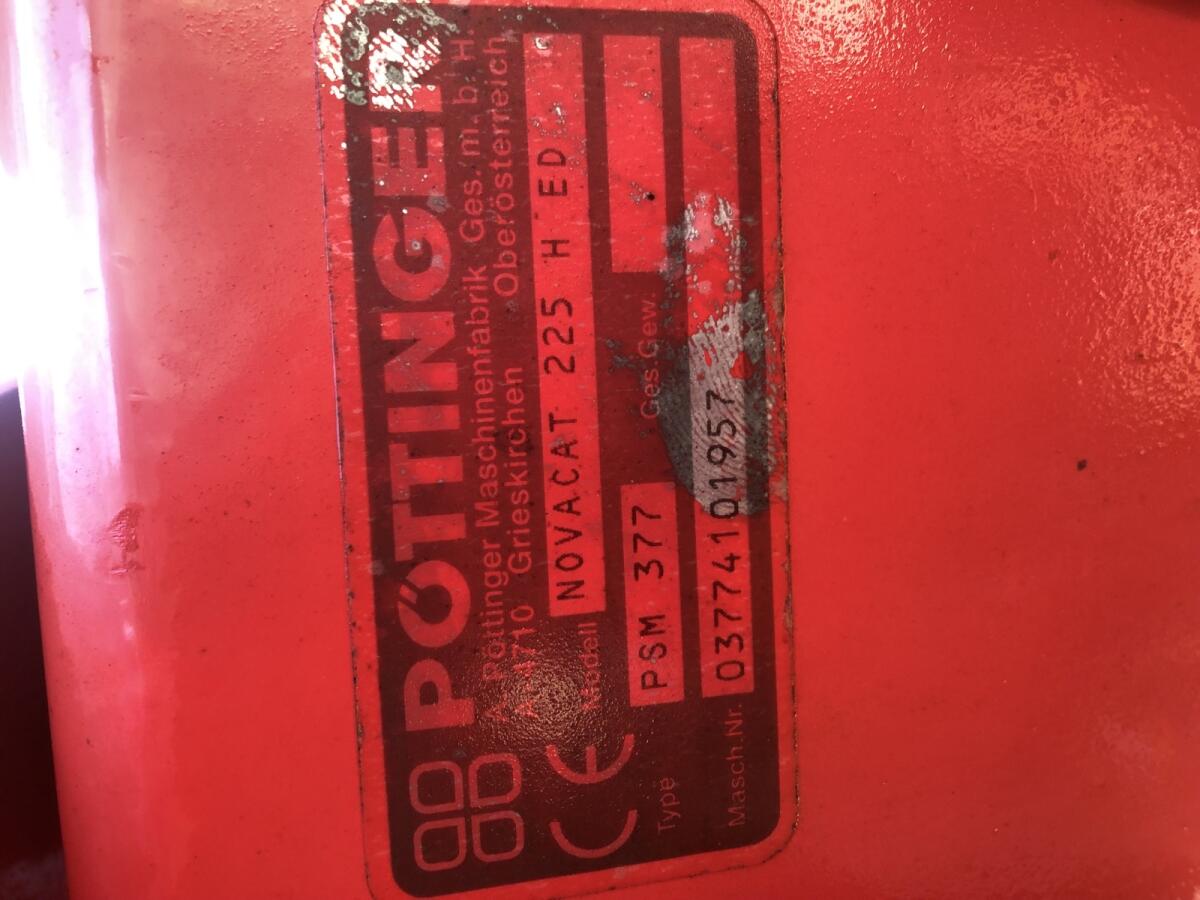 PÖTTINGER
A. Pöttinger Maschinenfabrik Ges.m.b.H.
A-4710 Grieskirchen Oberösterreich
CE Modell NOVACAT 225 H ED
Type PSM 377 Ges.Gew.
Masch.Nr. 03774101957